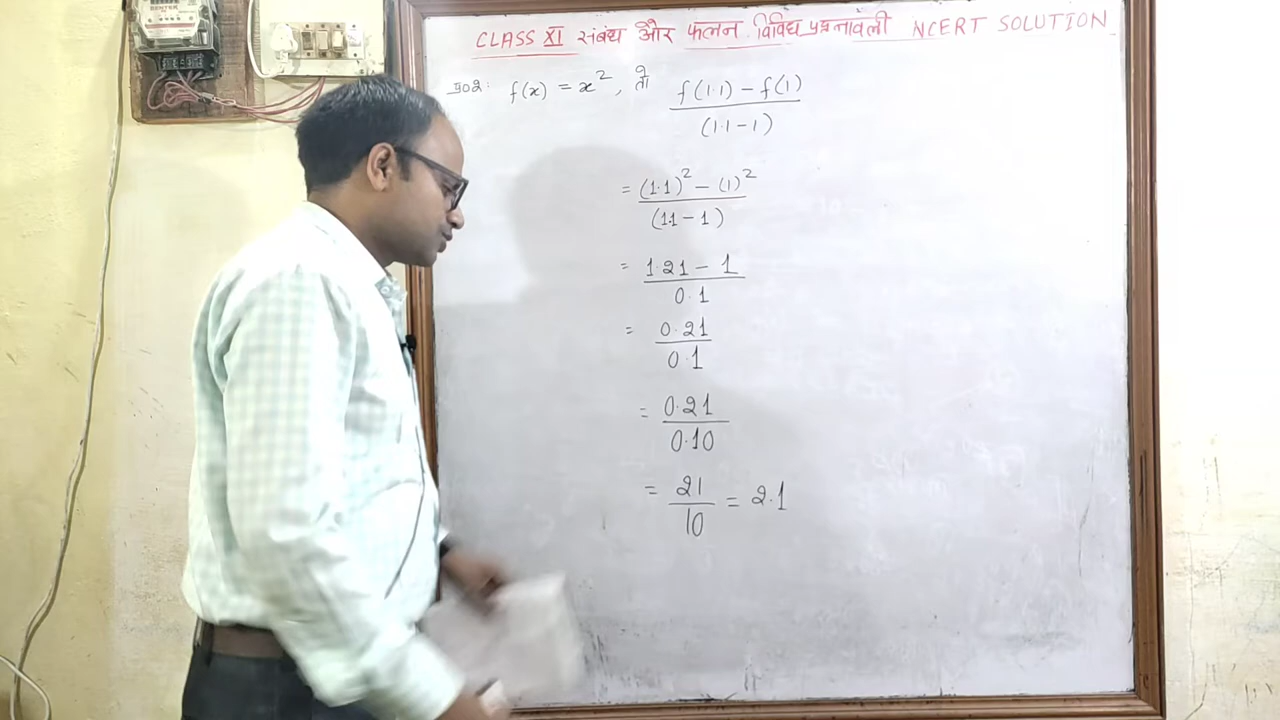 CLASS XI संबंध और फलन विविध प्रश्नावली NCERT SOLUTION
प्र०2: f(x) = x², तो f(1.1) - f(1) / (1.1 - 1)
= (1.1)² - (1)² / (1.1 - 1)
= 1.21 - 1 / 0.1
= 0.21 / 0.1
= 0.21 / 0.10
= 21 / 10 = 2.1